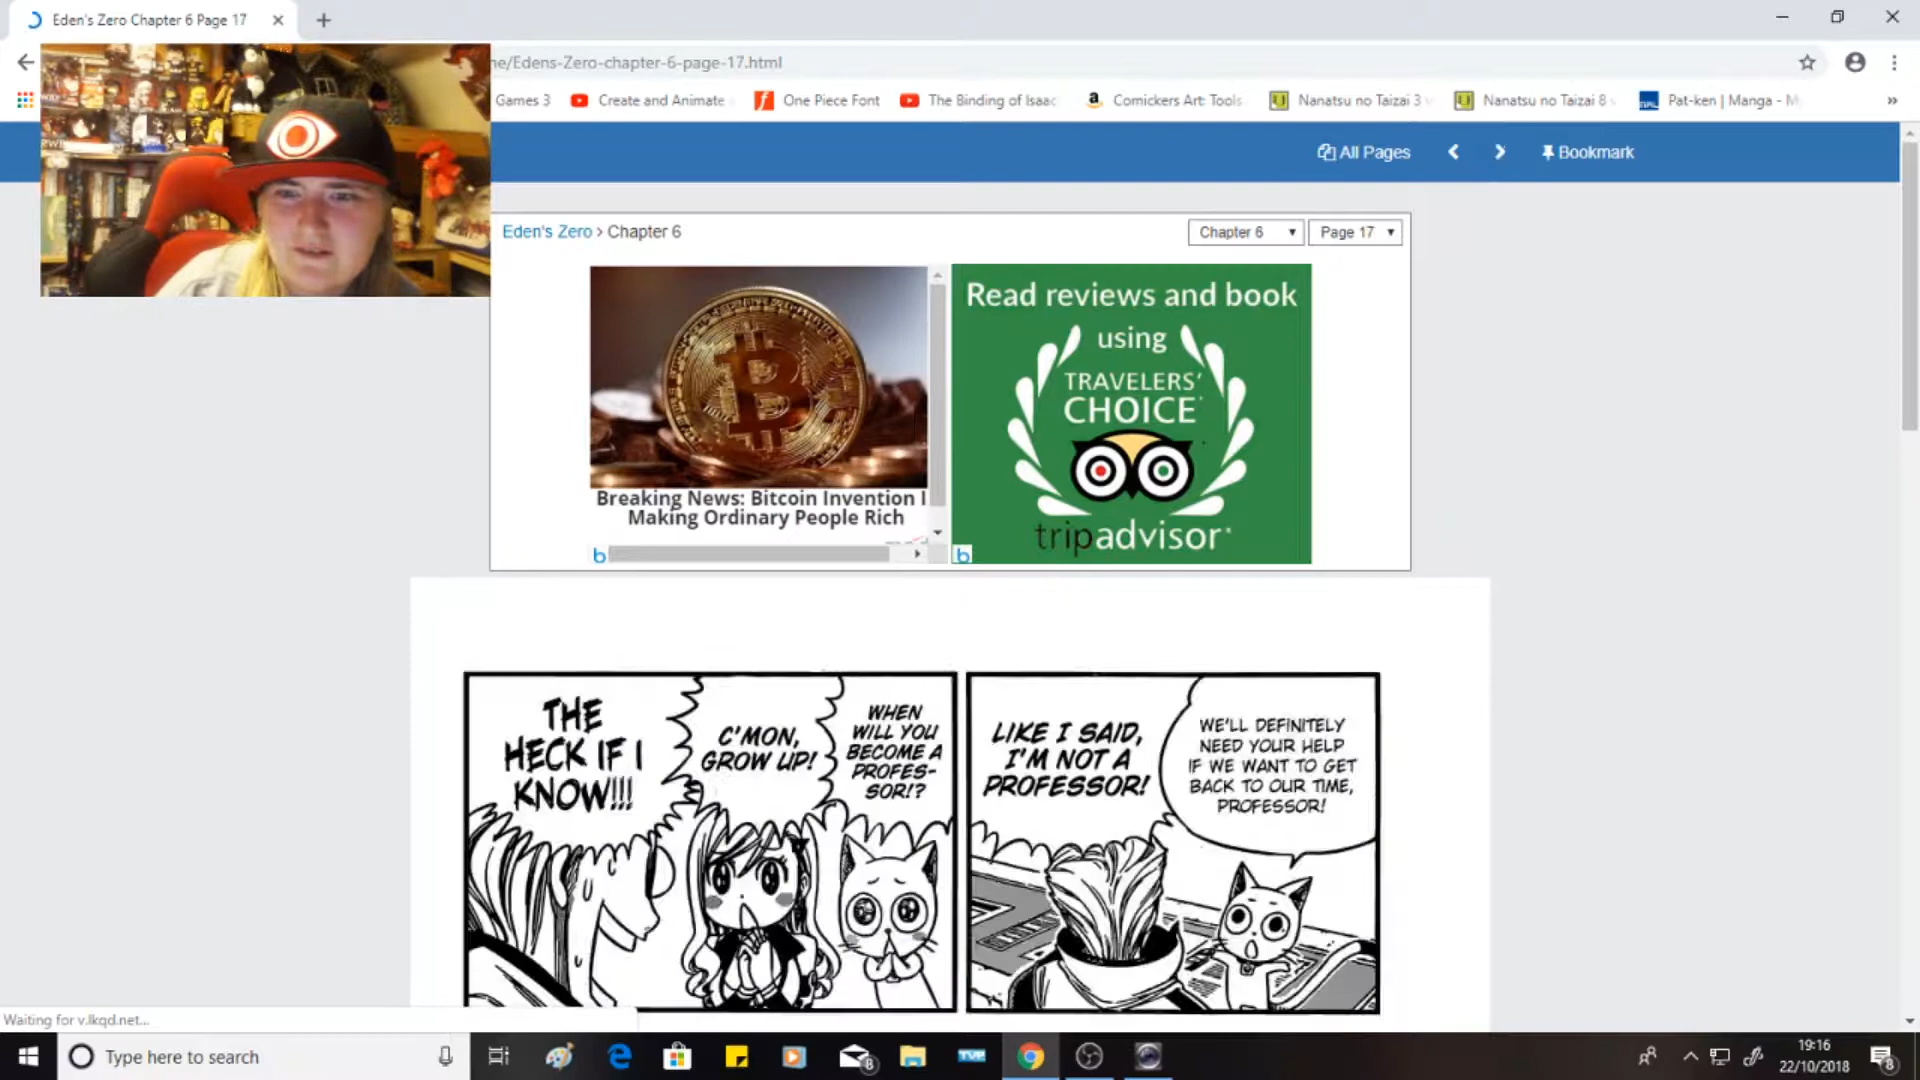 Eden's Zero Chapter 6 Page 17
ne/Edens-Zero-chapter-6-page-17.html
Games 3
Create and Animate
One Piece Font
The Binding of Isaac
Comickers Art: Tools
Nanatsu no Taizai 3
Nanatsu no Taizai 8
Pat-ken | Manga - M
All Pages
Bookmark
Eden's Zero > Chapter 6
Chapter 6
Page 17
Breaking News: Bitcoin Invention I
Making Ordinary People Rich
Read reviews and book
using
TRAVELERS'
CHOICE
tripadvisor
THE
HECK IF I
KNOW!!!
C'MON,
GROW UP!
WHEN
WILL YOU
BECOME A
PROFES-
SOR!?
LIKE I SAID,
I'M NOT A
PROFESSOR!
WE'LL DEFINITELY
NEED YOUR HELP
IF WE WANT TO GET
BACK TO OUR TIME,
PROFESSOR!
Waiting for v.lkqd.net...
Type here to search
TVP
8
19:16
22/10/2018
8